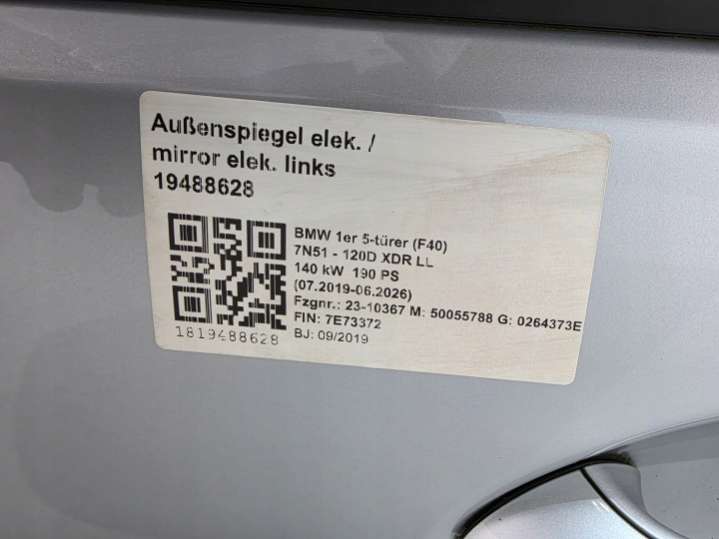 Außenspiegel elek. /
mirror elek. links
19488628
BMW 1er 5-türer (F40)
7N51 - 120D XDR LL
140 kW 190 PS
(07.2019-06.2026)
Fzgnr.: 23-10367 M: 50055788 G: 0264373E
FIN: 7E73372
BJ: 09/2019
1819488628